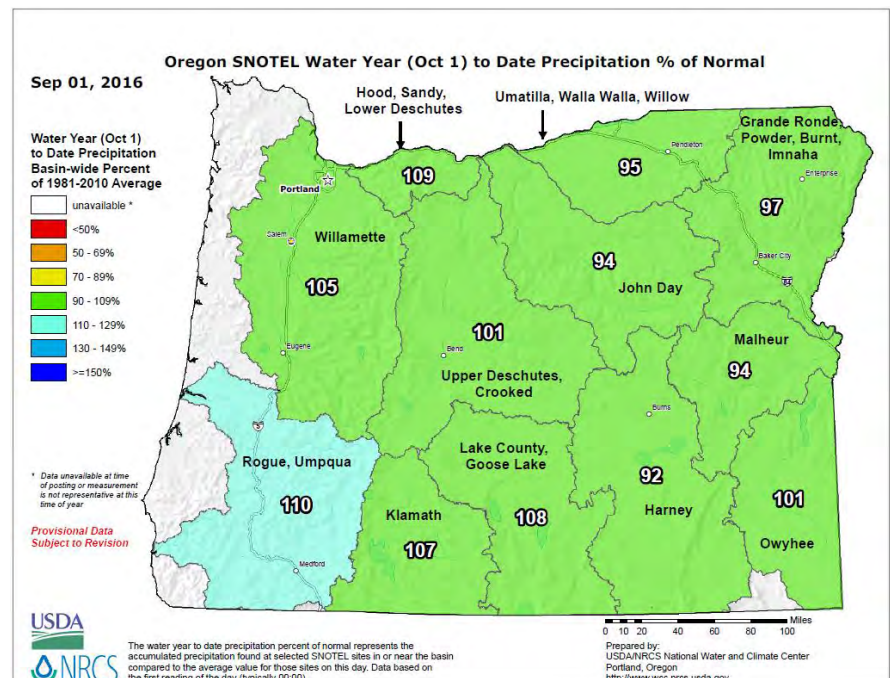 Oregon SNOTEL Water Year (Oct 1) to Date Precipitation % of Normal
Sep 01, 2016
Hood, Sandy,
Lower Deschutes
Umatilla, Walla Walla, Willow
Grande Ronde,
Powder, Burnt,
Imnaha
Water Year (Oct 1)
to Date Precipitation
Basin-wide Percent
of 1981-2010 Average
unavailable *
<50%
50 - 69%
70 - 89%
90 - 109%
110 - 129%
130 - 149%
>=150%
Portland
109
95
Pendleton
Enterprise
97
Salem
Willamette
105
94
John Day
Baker City
84
Eugene
Bend
101
Upper Deschutes,
Crooked
Malheur
94
Burns
5
Rogue, Umpqua
110
Lake County,
Goose Lake
108
92
Harney
101
Owyhee
Klamath
107
Medford
* Data unavailable at time
of posting or measurement
is not representative at this
time of year
Provisional Data
Subject to Revision
USDA
NRCS
The water year to date precipitation percent of normal represents the
accumulated precipitation found at selected SNOTEL sites in or near the basin
compared to the average value for those sites on this day. Data based on
the first reading of the day (typically 00:00)
Miles
0 10 20 40 60 80 100
Prepared by:
USDA/NRCS National Water and Climate Center
Portland, Oregon
http://www.wcc.nrcs.usda.gov